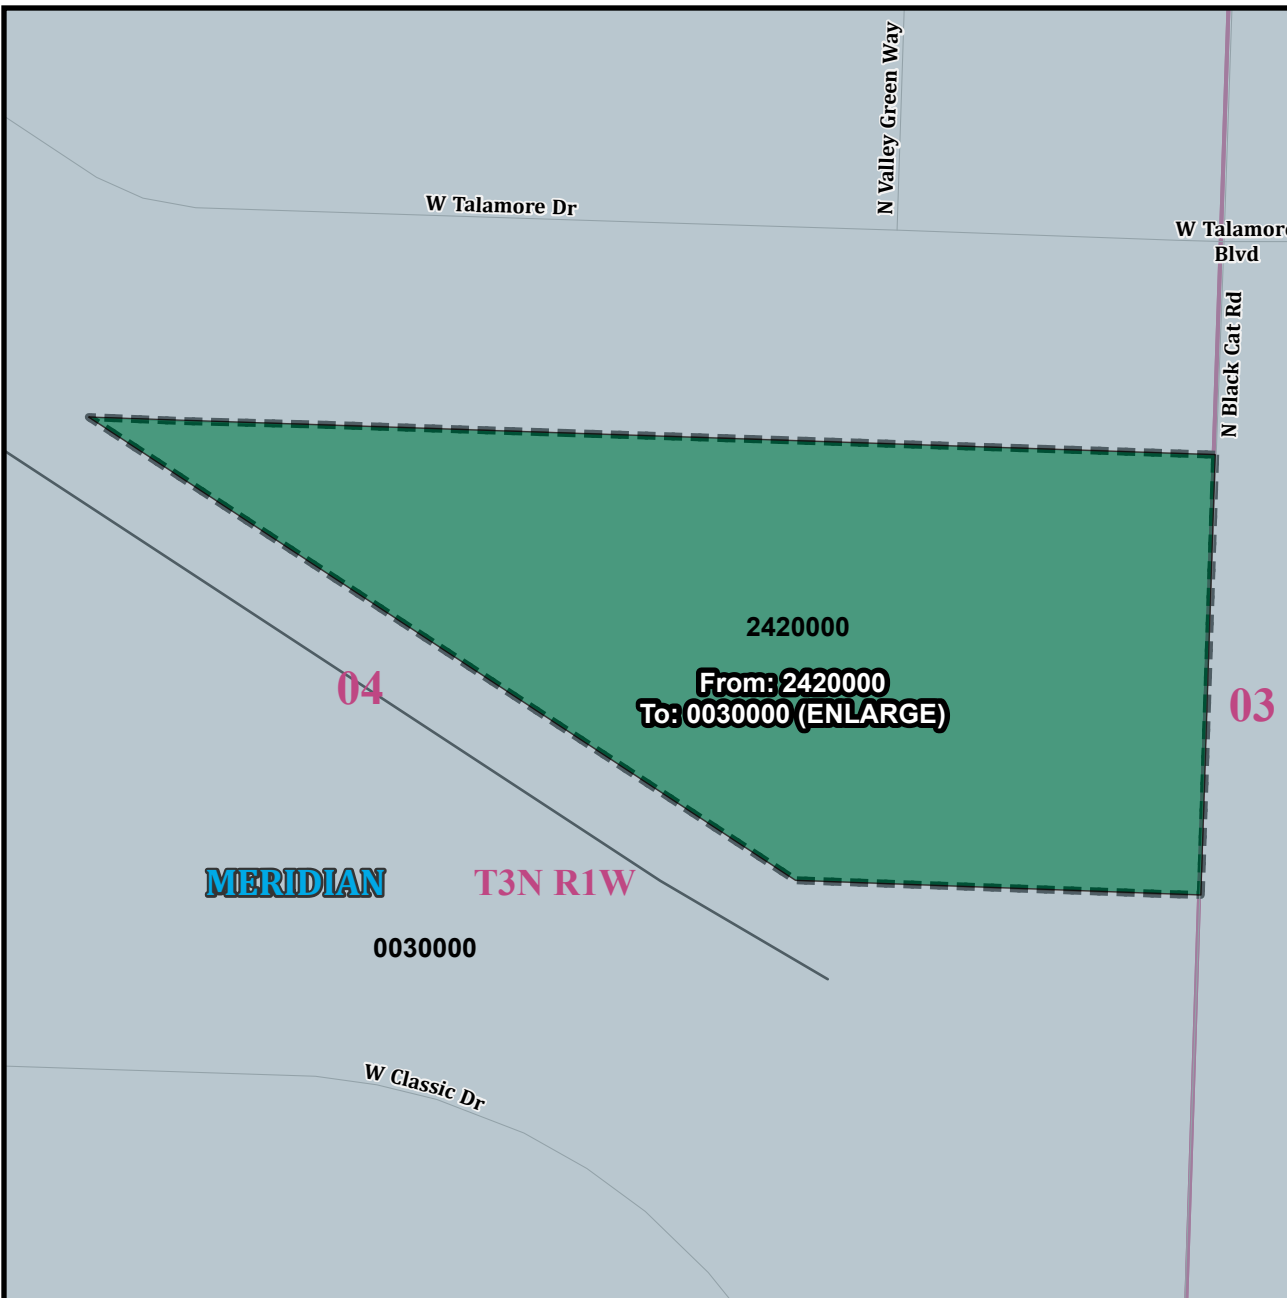 N Valley Green Way
W Talamore Dr
W Talamore
Blvd
N Black Cat Rd
2420000
From: 2420000
To: 0030000 (ENLARGE)
04
03
MERIDIAN
T3N R1W
0030000
W Classic Dr